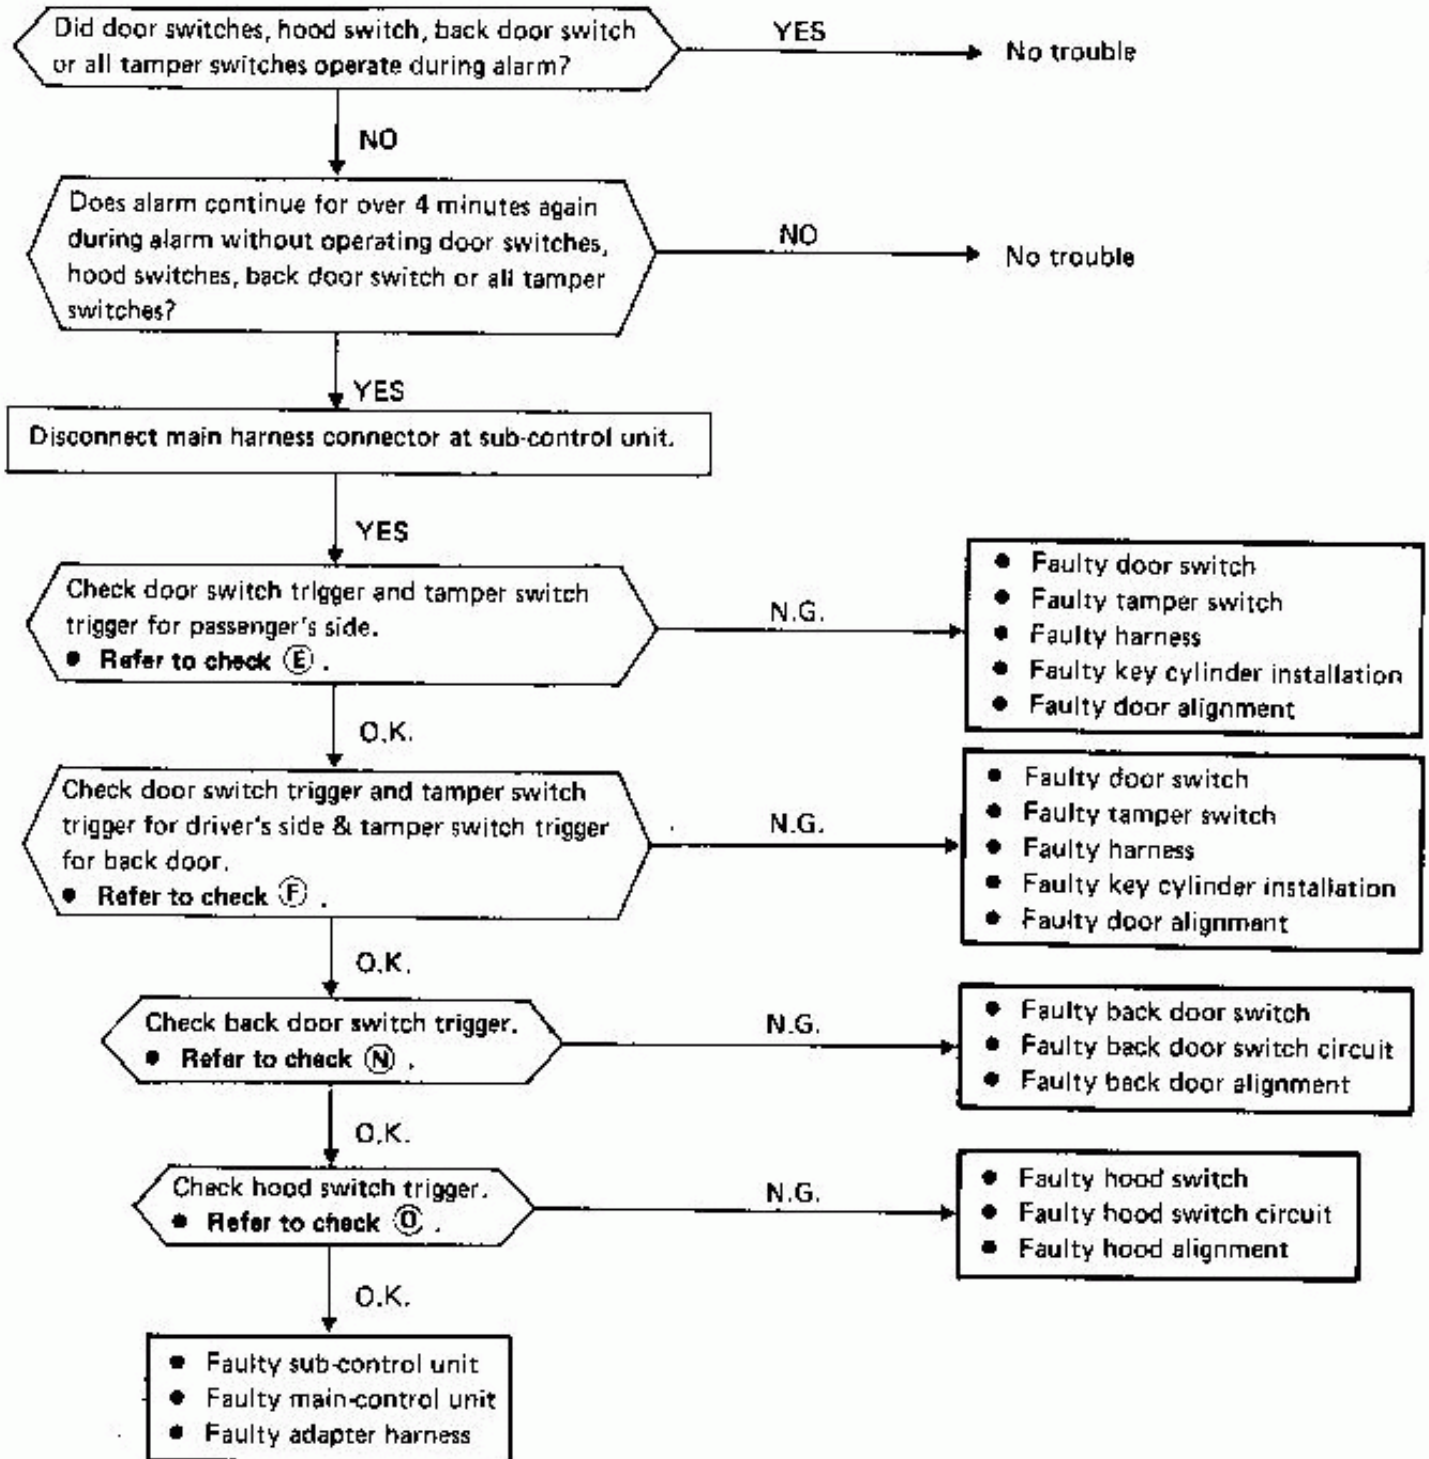 Did door switches, hood switch, back door switch
or all tamper switches operate during alarm?
YES
No trouble
NO
Does alarm continue for over 4 minutes again
during alarm without operating door switches,
hood switches, back door switch or all tamper
switches?
NO
No trouble
YES
Disconnect main harness connector at sub-control unit.
YES
Check door switch trigger and tamper switch
trigger for passenger's side.
● Refer to check Ⓔ .
N.G.
● Faulty door switch
● Faulty tamper switch
● Faulty harness
● Faulty key cylinder installation
● Faulty door alignment
O.K.
Check door switch trigger and tamper switch
trigger for driver's side & tamper switch trigger
for back door.
● Refer to check Ⓕ .
N.G.
● Faulty door switch
● Faulty tamper switch
● Faulty harness
● Faulty key cylinder installation
● Faulty door alignment
O.K.
Check back door switch trigger.
● Refer to check Ⓝ .
N.G.
● Faulty back door switch
● Faulty back door switch circuit
● Faulty back door alignment
O.K.
Check hood switch trigger.
● Refer to check Ⓞ .
N.G.
● Faulty hood switch
● Faulty hood switch circuit
● Faulty hood alignment
O.K.
● Faulty sub-control unit
● Faulty main-control unit
● Faulty adapter harness